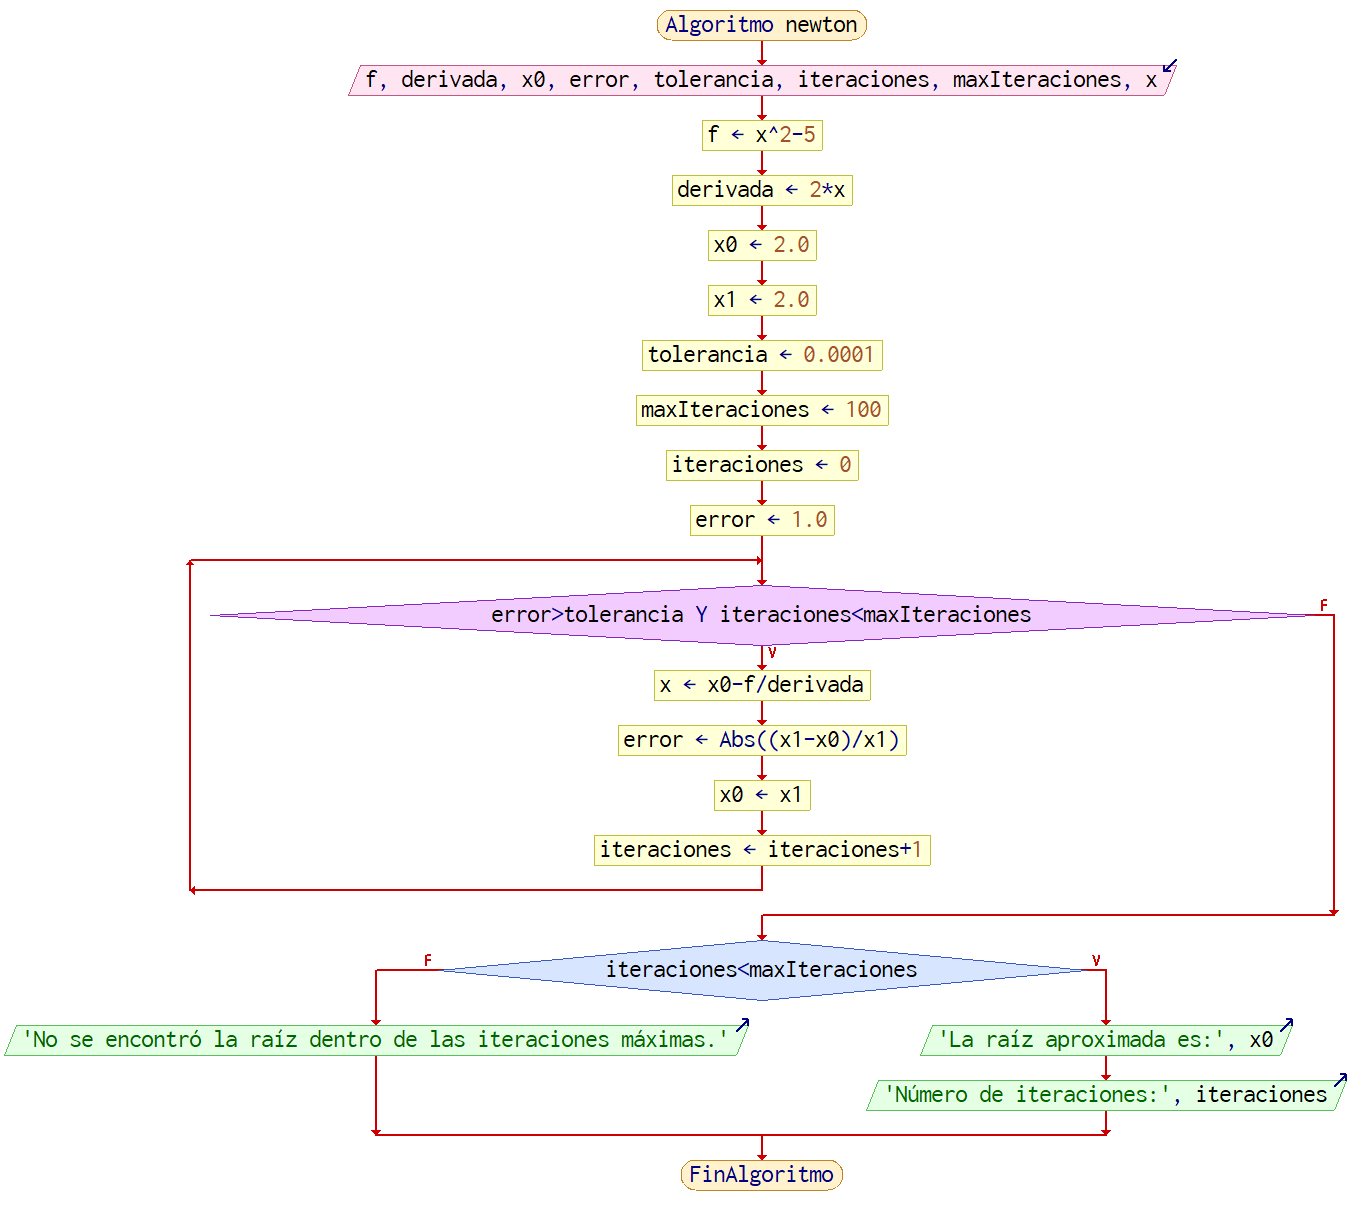 Algoritmo newton
f, derivada, x0, error, tolerancia, iteraciones, maxIteraciones, x
f ← x^2-5
derivada ← 2*x
x0 ← 2.0
x1 ← 2.0
tolerancia ← 0.0001
maxIteraciones ← 100
iteraciones ← 0
error ← 1.0
error>tolerancia Y iteraciones<maxIteraciones
F
V
x ← x0-f/derivada
error ← Abs((x1-x0)/x1)
x0 ← x1
iteraciones ← iteraciones+1
F
iteraciones<maxIteraciones
V
'No se encontró la raíz dentro de las iteraciones máximas.'
'La raíz aproximada es:', x0
'Número de iteraciones:', iteraciones
FinAlgoritmo